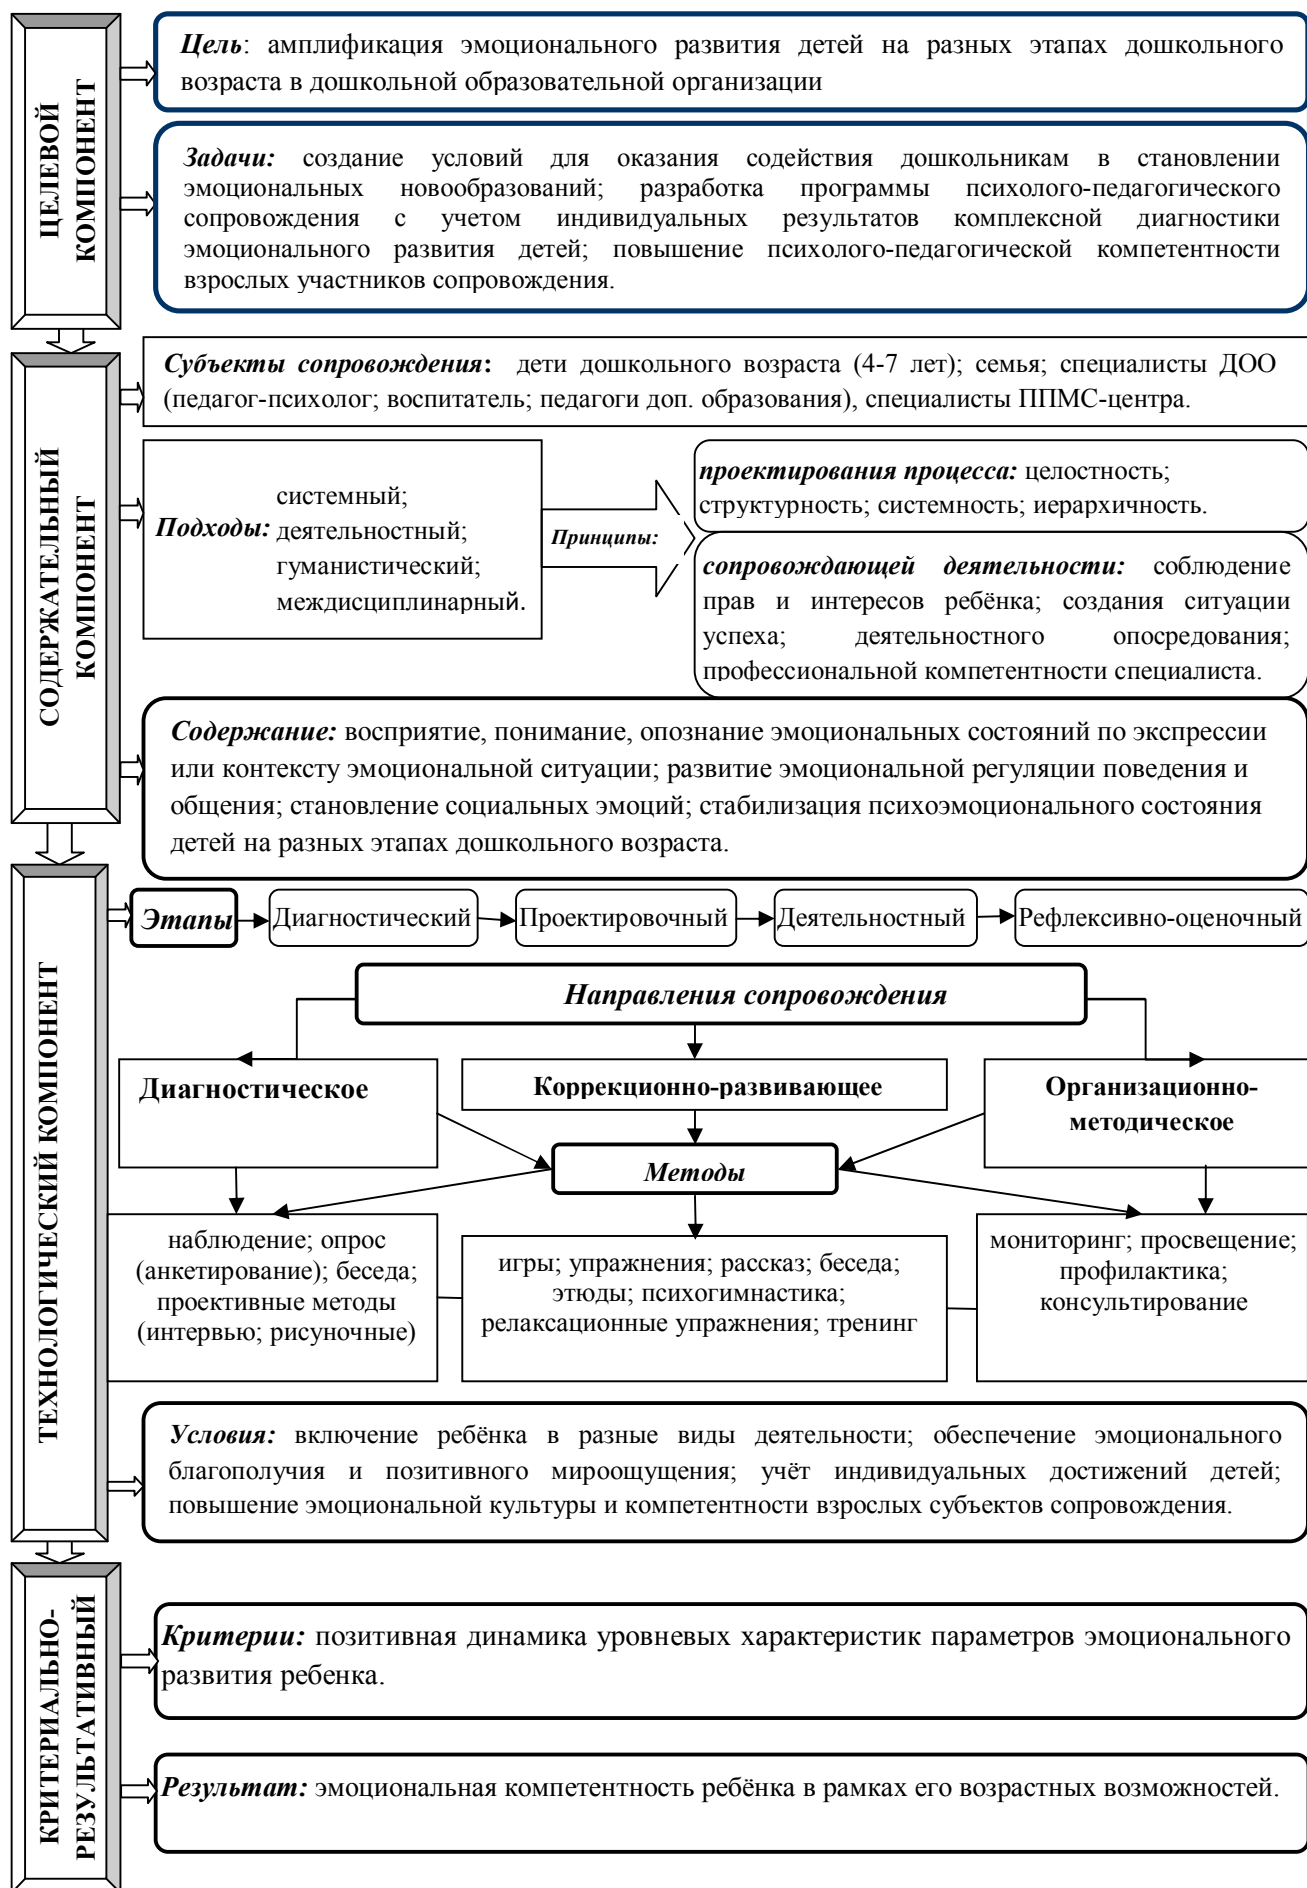 ЦЕЛЕВОЙ
КОМПОНЕНТ
Цель: амплификация эмоционального развития детей на разных этапах дошкольного
возраста в дошкольной образовательной организации
Задачи: создание условий для оказания содействия дошкольникам в становлении
эмоциональных новообразований; разработка программы психолого-педагогического
сопровождения с учетом индивидуальных результатов комплексной диагностики
эмоционального развития детей; повышение психолого-педагогической компетентности
взрослых участников сопровождения.
СОДЕРЖАТЕЛЬНЫЙ
КОМПОНЕНТ
Субъекты сопровождения: дети дошкольного возраста (4-7 лет); семья; специалисты ДОО
(педагог-психолог; воспитатель; педагоги доп. образования), специалисты ППМС-центра.
Подходы:
системный;
деятельностный;
гуманистический;
междисциплинарный.
Принципы:
проектирования процесса: целостность;
структурность; системность; иерархичность.
сопровождающей деятельности: соблюдение
прав и интересов ребёнка; создания ситуации
успеха; деятельностного опосредования;
профессиональной компетентности специалиста.
Содержание: восприятие, понимание, опознание эмоциональных состояний по экспрессии
или контексту эмоциональной ситуации; развитие эмоциональной регуляции поведения и
общения; становление социальных эмоций; стабилизация психоэмоционального состояния
детей на разных этапах дошкольного возраста.
ТЕХНОЛОГИЧЕСКИЙ КОМПОНЕНТ
Этапы
Диагностический
Проектировочный
Деятельностный
Рефлексивно-оценочный
Направления сопровождения
Диагностическое
Коррекционно-развивающее
Организационно-
методическое
Методы
наблюдение; опрос
(анкетирование); беседа;
проективные методы
(интервью; рисуночные)
игры; упражнения; рассказ; беседа;
этюды; психогимнастика;
релаксационные упражнения; тренинг
мониторинг; просвещение;
профилактика;
консультирование
Условия: включение ребёнка в разные виды деятельности; обеспечение эмоционального
благополучия и позитивного мироощущения; учёт индивидуальных достижений детей;
повышение эмоциональной культуры и компетентности взрослых субъектов сопровождения.
КРИТЕРИАЛЬНО-
РЕЗУЛЬТАТИВНЫЙ
Критерии: позитивная динамика уровневых характеристик параметров эмоционального
развития ребенка.
Результат: эмоциональная компетентность ребёнка в рамках его возрастных возможностей.